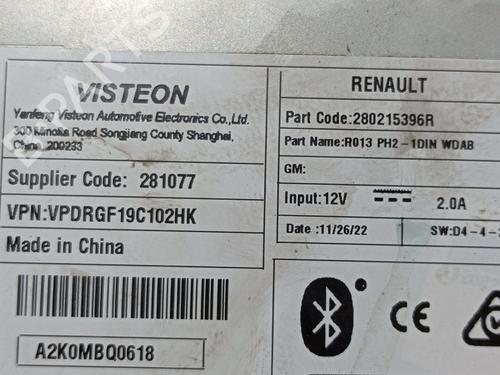 VISTEON
Yanfeng Visteon Automotive Electronics Co.,Ltd.
300 Minolta Road Songjiang County Shanghai,
China, 200233
Supplier Code: 281077
VPN:VPDRGF19C102HK
Made in China
A2K0MBQ0618
RENAULT
Part Code:280215396R
Part Name:R013 PH2-1DIN WDAB
GM:
Input:12V 2.0A
Date :11/26/22 SW:D4-4-
CE
B-PARTS